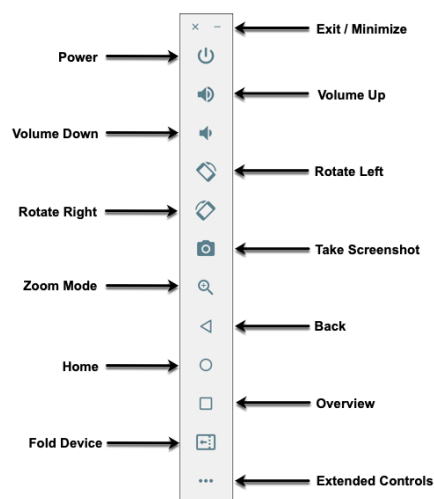 Exit / Minimize
Power
Volume Up
Volume Down
Rotate Left
Rotate Right
Take Screenshot
Zoom Mode
Back
Home
Overview
Fold Device
Extended Controls